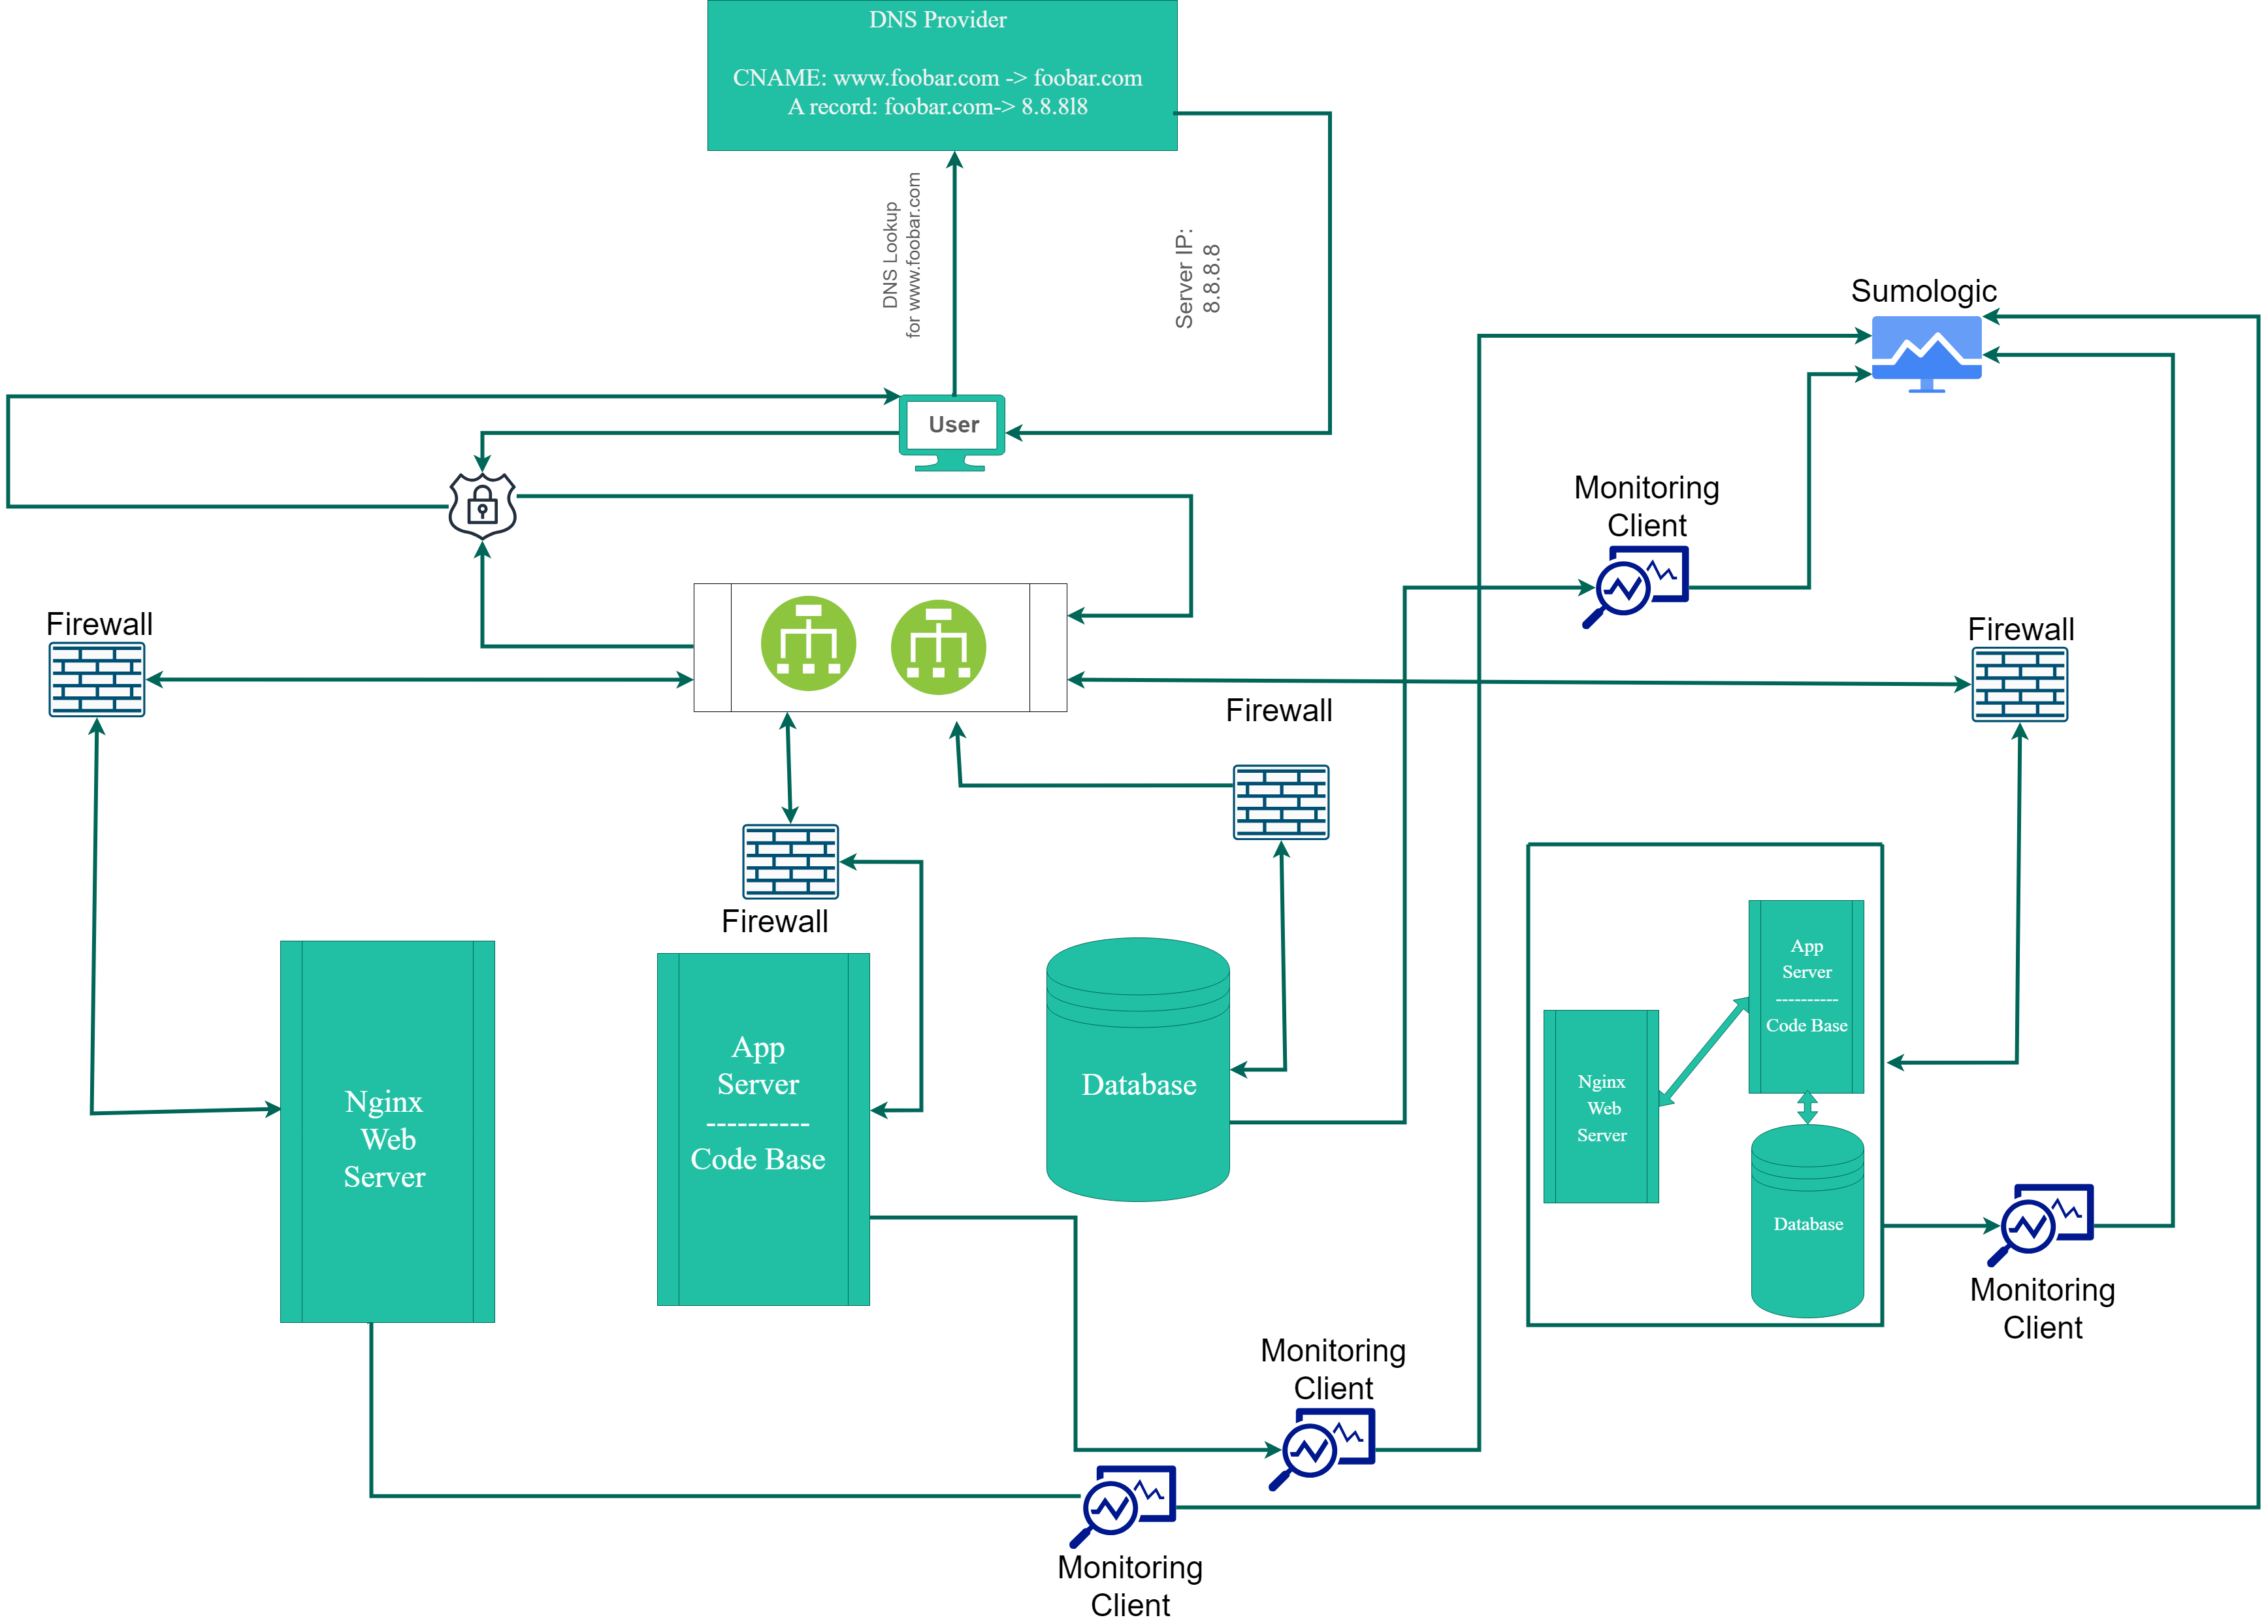 DNS Provider
CNAME: www.foobar.com -> foobar.com
A record: foobar.com-> 8.8.8l8
DNS Lookup
for www.foobar.com
Server IP:
8.8.8.8
Sumologic
User
Monitoring
Client
Firewall
Firewall
Firewall
Firewall
Nginx
Web
Server
App
Server
----------
Code Base
Database
App
Server
----------
Code Base
Nginx
Web
Server
Database
Monitoring
Client
Monitoring
Client
Monitoring
Client